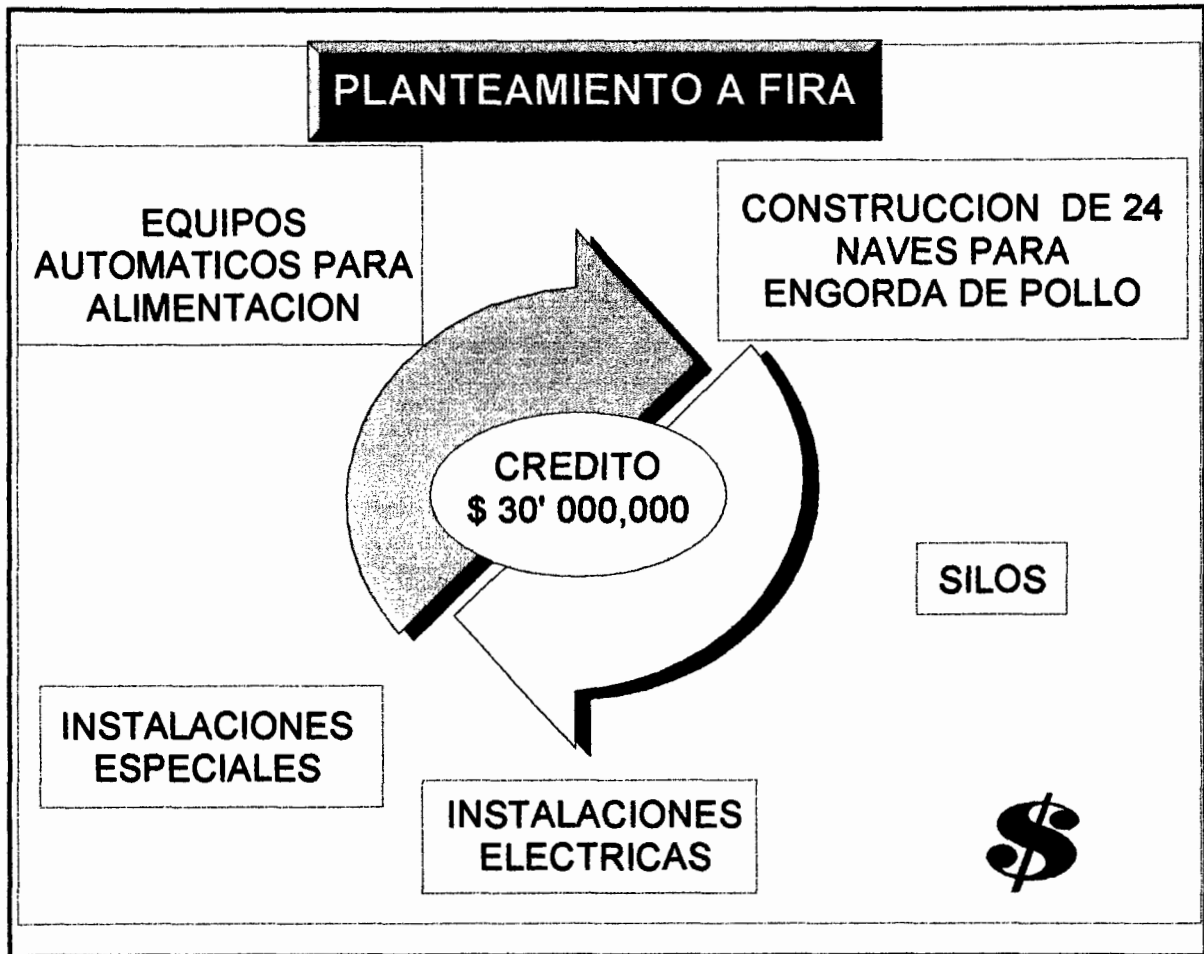 PLANTEAMIENTO A FIRA
EQUIPOS
AUTOMATICOS PARA
ALIMENTACION
CONSTRUCCION DE 24
NAVES PARA
ENGORDA DE POLLO
CREDITO
$ 30' 000,000
SILOS
INSTALACIONES
ESPECIALES
INSTALACIONES
ELECTRICAS
$